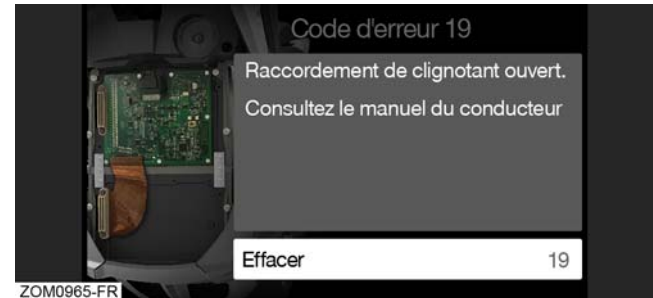 Code d'erreur 19
Raccordement de clignotant ouvert.
Consultez le manuel du conducteur
Effacer 19
ZOM0965-FR